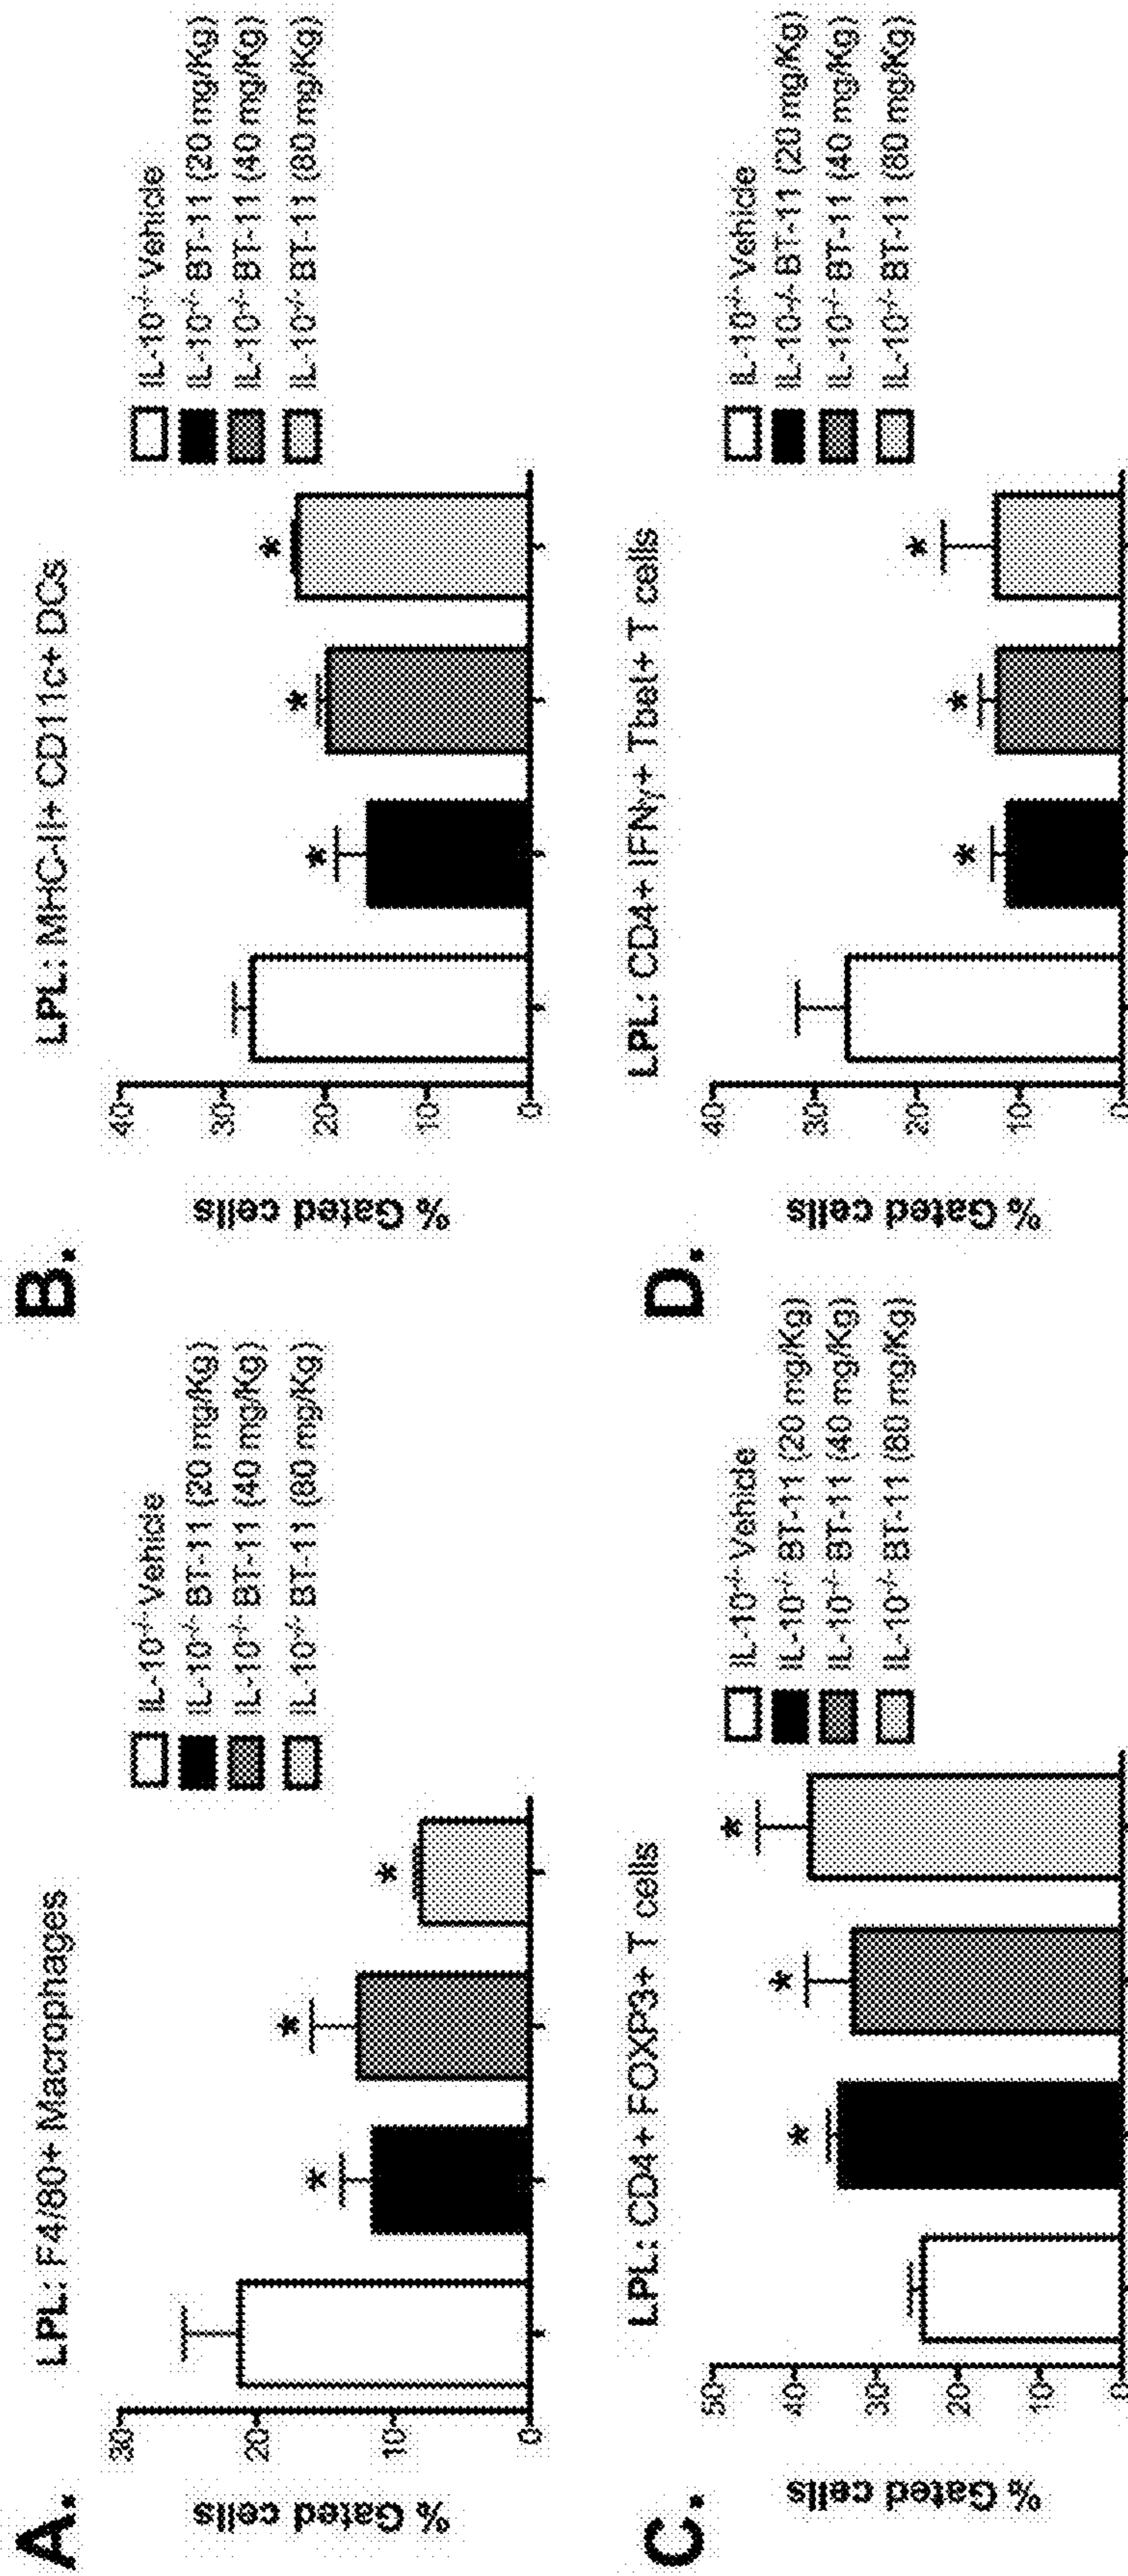 A.
LPL: F4/80+ Macrophages
% Gated cells
30
20
10
0
IL-10-/- Vehicle
IL-10-/- BT-11 (20 mg/Kg)
IL-10-/- BT-11 (40 mg/Kg)
IL-10-/- BT-11 (80 mg/Kg)
*
*
*
B.
LPL: MHC-II+ CD11c+ DCs
% Gated cells
40
30
20
10
0
IL-10-/- Vehicle
IL-10-/- BT-11 (20 mg/Kg)
IL-10-/- BT-11 (40 mg/Kg)
IL-10-/- BT-11 (80 mg/Kg)
*
*
*
C.
LPL: CD4+ FOXP3+ T cells
% Gated cells
50
40
30
20
10
0
IL-10-/- Vehicle
IL-10-/- BT-11 (20 mg/Kg)
IL-10-/- BT-11 (40 mg/Kg)
IL-10-/- BT-11 (80 mg/Kg)
*
*
*
D.
LPL: CD4+ IFNγ+ Tbet+ T cells
% Gated cells
40
30
20
10
0
IL-10-/- Vehicle
IL-10-/- BT-11 (20 mg/Kg)
IL-10-/- BT-11 (40 mg/Kg)
IL-10-/- BT-11 (80 mg/Kg)
*
*
*